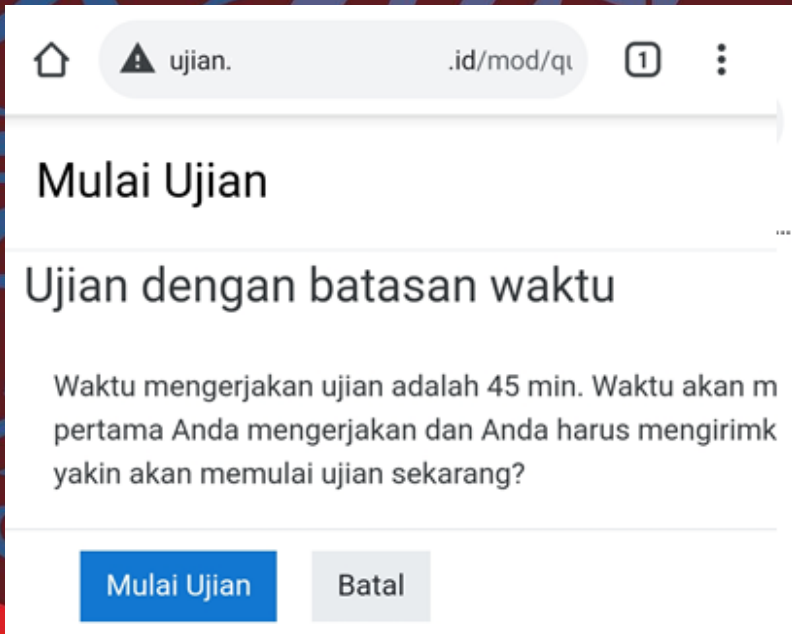 ujian. .id/mod/qu
1
Mulai Ujian
Ujian dengan batasan waktu
Waktu mengerjakan ujian adalah 45 min. Waktu akan m
pertama Anda mengerjakan dan Anda harus mengirimk
yakin akan memulai ujian sekarang?
Mulai Ujian
Batal